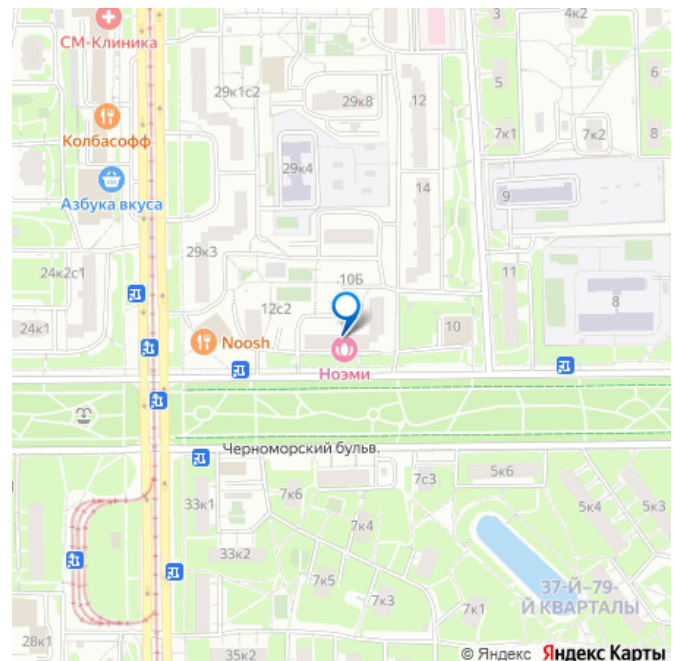 СМ-Клиника
3
4к2
29к1с2
29к8
12
5
6
Колбасофф
7к1
7к2
8
29к4
14
9
Азбука вкуса
29к3
24к2с1
10Б
11
8
12с2
24к1
Noosh
10
Ноэми
Черноморский бульв.
7с3
5к6
33к1
7к6
5к4
5к3
7к4
33к2
7к5
7к3
7к1
37-Й–79-
Й КВАРТАЛЫ
28к1
35к2
© Яндекс Яндекс Карты